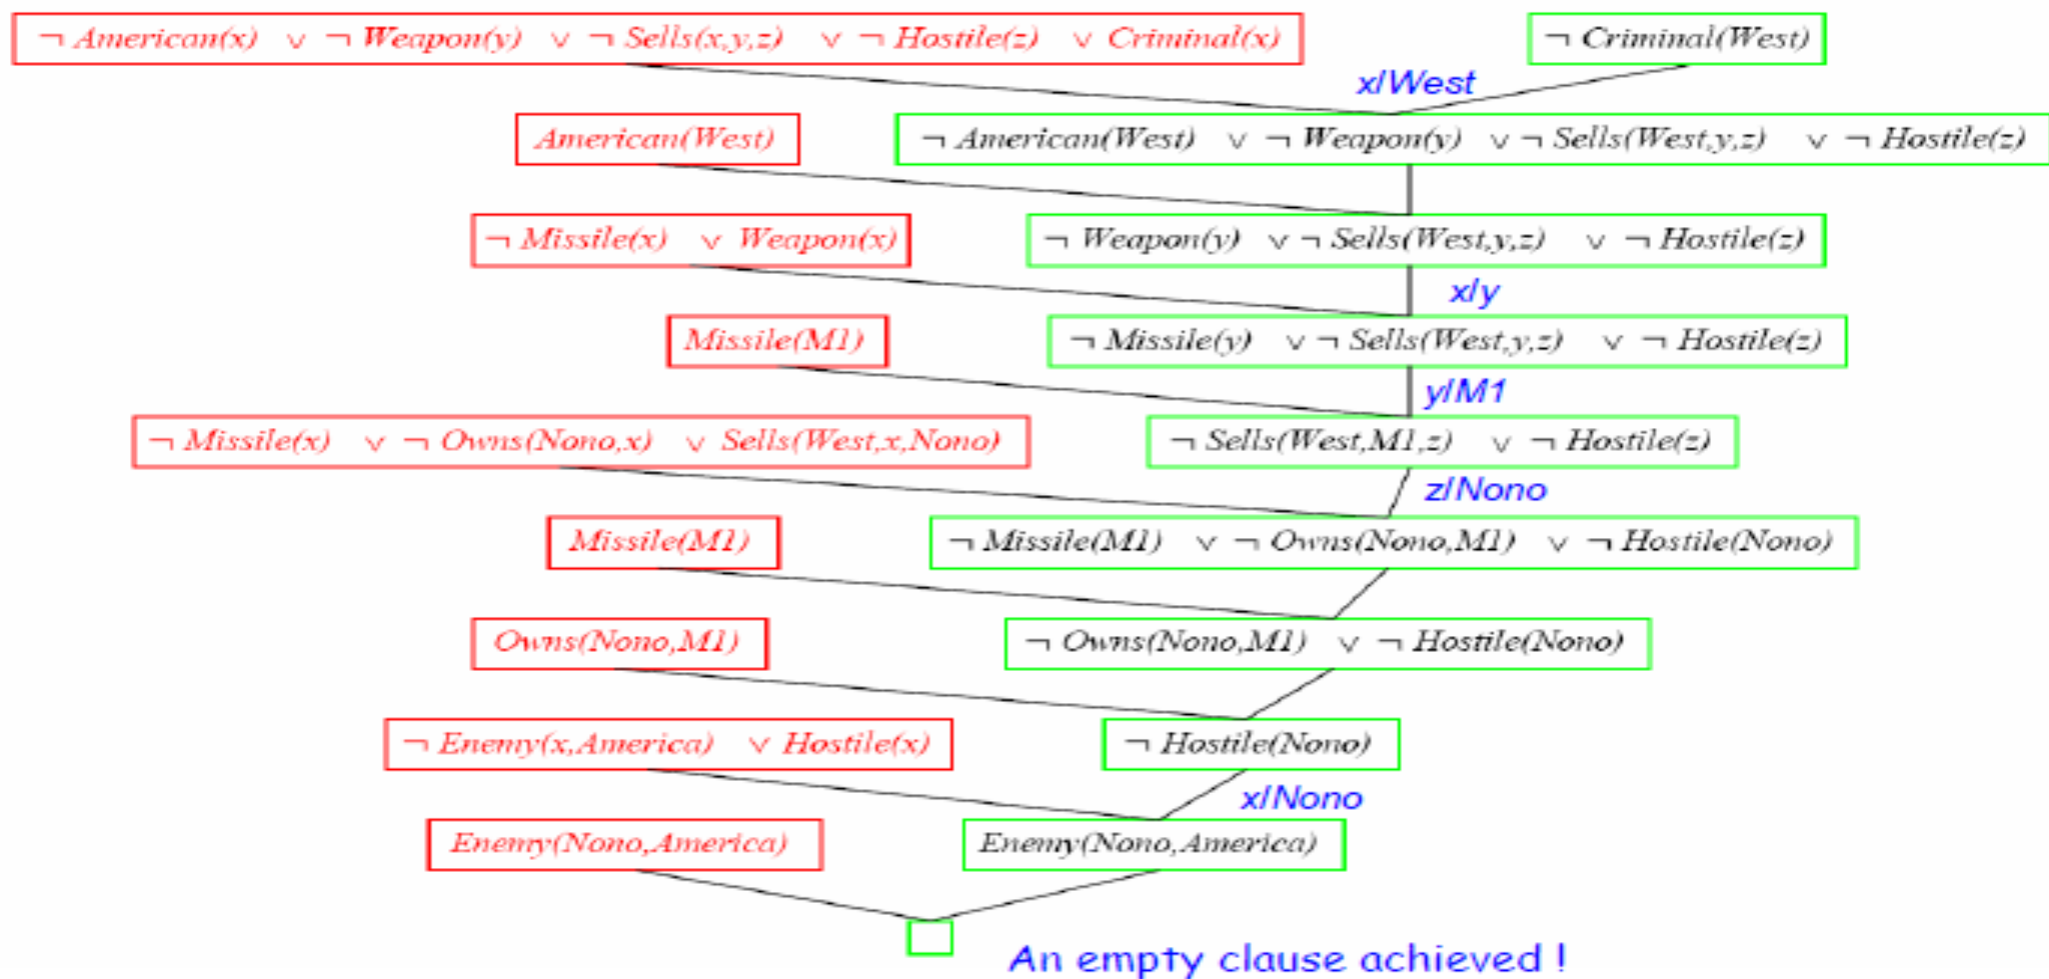 ¬ American(x) ∨ ¬ Weapon(y) ∨ ¬ Sells(x,y,z) ∨ ¬ Hostile(z) ∨ Criminal(x)
¬ Criminal(West)
x/West
American(West)
¬ American(West) ∨ ¬ Weapon(y) ∨ ¬ Sells(West,y,z) ∨ ¬ Hostile(z)
¬ Missile(x) ∨ Weapon(x)
¬ Weapon(y) ∨ ¬ Sells(West,y,z) ∨ ¬ Hostile(z)
x/y
Missile(M1)
¬ Missile(y) ∨ ¬ Sells(West,y,z) ∨ ¬ Hostile(z)
y/M1
¬ Missile(x) ∨ ¬ Owns(Nono,x) ∨ Sells(West,x,Nono)
¬ Sells(West,M1,z) ∨ ¬ Hostile(z)
z/Nono
Missile(M1)
¬ Missile(M1) ∨ ¬ Owns(Nono,M1) ∨ ¬ Hostile(Nono)
Owns(Nono,M1)
¬ Owns(Nono,M1) ∨ ¬ Hostile(Nono)
¬ Enemy(x,America) ∨ Hostile(x)
¬ Hostile(Nono)
x/Nono
Enemy(Nono,America)
Enemy(Nono,America)
An empty clause achieved !